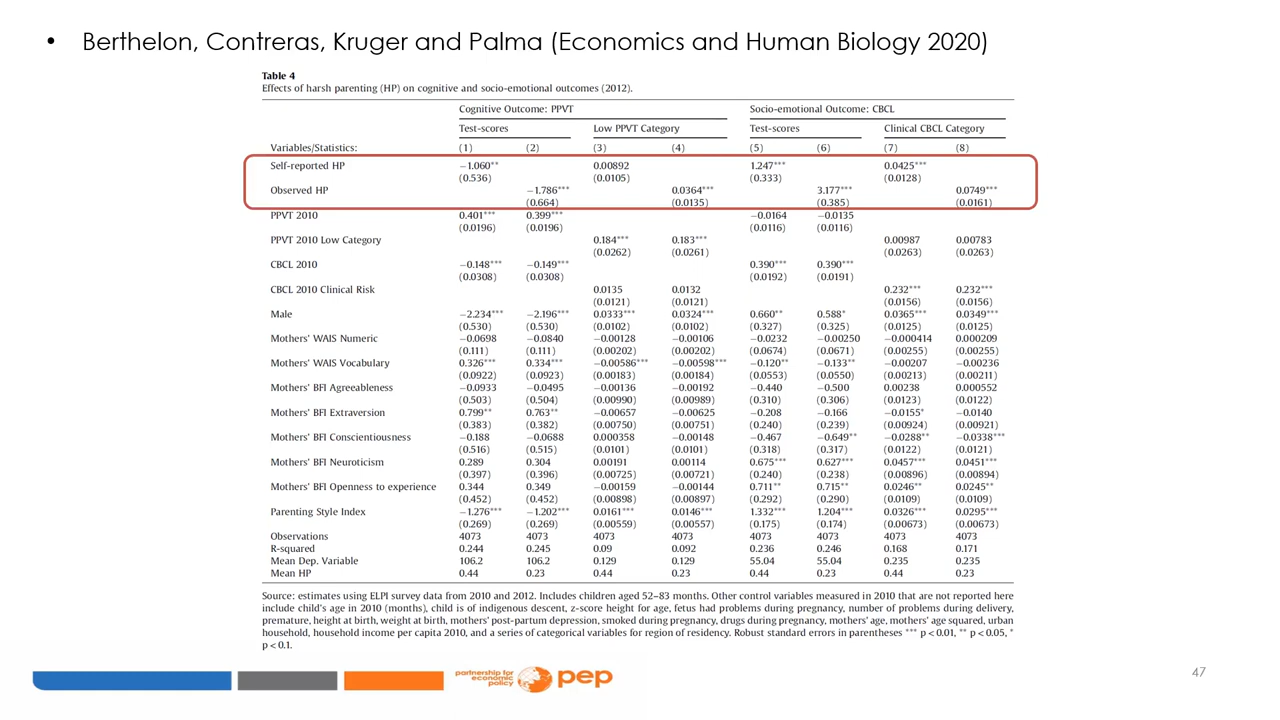 • Berthelon, Contreras, Kruger and Palma (Economics and Human Biology 2020)
Table 4
Effects of harsh parenting (HP) on cognitive and socio-emotional outcomes (2012).
Cognitive Outcome: PPVT Socio-emotional Outcome: CBCL
Test-scores Low PPVT Category Test-scores Clinical CBCL Category
Variables/Statistics: (1) (2) (3) (4) (5) (6) (7) (8)
Self-reported HP −1.060** 0.00892 1.247*** 0.0425***
(0.536) (0.0105) (0.333) (0.0128)
Observed HP −1.786*** 0.0364*** 3.177*** 0.0749***
(0.664) (0.0135) (0.385) (0.0161)
PPVT 2010 0.401*** 0.399*** −0.0164 −0.0135
(0.0196) (0.0196) (0.0116) (0.0116)
PPVT 2010 Low Category 0.184*** 0.183*** 0.00987 0.00783
(0.0262) (0.0261) (0.0263) (0.0263)
CBCL 2010 −0.148*** −0.149*** 0.390*** 0.390***
(0.0308) (0.0308) (0.0192) (0.0191)
CBCL 2010 Clinical Risk 0.0135 0.0132 0.232*** 0.232***
(0.0121) (0.0121) (0.0156) (0.0156)
Male −2.234*** −2.196*** 0.0333*** 0.0324*** 0.660** 0.588* 0.0365*** 0.0349***
(0.530) (0.530) (0.0102) (0.0102) (0.327) (0.325) (0.0125) (0.0125)
Mothers' WAIS Numeric −0.0698 −0.0840 −0.00128 −0.00106 −0.0232 −0.00250 −0.000414 0.000209
(0.111) (0.111) (0.00202) (0.00202) (0.0674) (0.0671) (0.00255) (0.00255)
Mothers' WAIS Vocabulary 0.326*** 0.334*** −0.00586*** −0.00598*** −0.120** −0.133** −0.00207 −0.00236
(0.0922) (0.0923) (0.00183) (0.00184) (0.0553) (0.0550) (0.00213) (0.00211)
Mothers' BFI Agreeableness −0.0933 −0.0495 −0.00136 −0.00192 −0.440 −0.500 0.00238 0.000552
(0.503) (0.504) (0.00990) (0.00989) (0.310) (0.306) (0.0123) (0.0122)
Mothers' BFI Extraversion 0.799** 0.763** −0.00657 −0.00625 −0.208 −0.166 −0.0155* −0.0140
(0.383) (0.382) (0.00750) (0.00751) (0.240) (0.239) (0.00924) (0.00921)
Mothers' BFI Conscientiousness −0.188 −0.0688 0.000358 −0.00148 −0.467 −0.649** −0.0288** −0.0338***
(0.516) (0.515) (0.0101) (0.0101) (0.318) (0.317) (0.0122) (0.0121)
Mothers' BFI Neuroticism 0.289 0.304 0.00191 0.00114 0.675*** 0.627*** 0.0457*** 0.0451***
(0.397) (0.396) (0.00725) (0.00721) (0.240) (0.238) (0.00896) (0.00894)
Mothers' BFI Openness to experience 0.344 0.349 −0.00159 −0.00144 0.711** 0.715** 0.0246** 0.0245**
(0.452) (0.452) (0.00898) (0.00897) (0.292) (0.290) (0.0109) (0.0109)
Parenting Style Index −1.276*** −1.202*** 0.0161*** 0.0146*** 1.332*** 1.204*** 0.0326*** 0.0295***
(0.269) (0.269) (0.00559) (0.00557) (0.175) (0.174) (0.00673) (0.00673)
Observations 4073 4073 4073 4073 4073 4073 4073 4073
R-squared 0.244 0.245 0.09 0.092 0.236 0.246 0.168 0.171
Mean Dep. Variable 106.2 106.2 0.129 0.129 55.04 55.04 0.235 0.235
Mean HP 0.44 0.23 0.44 0.23 0.44 0.23 0.44 0.23
Source: estimates using ELPI survey data from 2010 and 2012. Includes children aged 52–83 months. Other control variables measured in 2010 that are not reported here
include child's age in 2010 (months), child is of indigenous descent, z-score height for age, fetus had problems during pregnancy, number of problems during delivery,
premature, height at birth, weight at birth, mothers' post-partum depression, smoked during pregnancy, drugs during pregnancy, mothers' age, mothers' age squared, urban
household, household income per capita 2010, and a series of categorical variables for region of residency. Robust standard errors in parentheses *** p < 0.01, ** p < 0.05, *
p < 0.1.
partnership for
economic
policy
pep
47